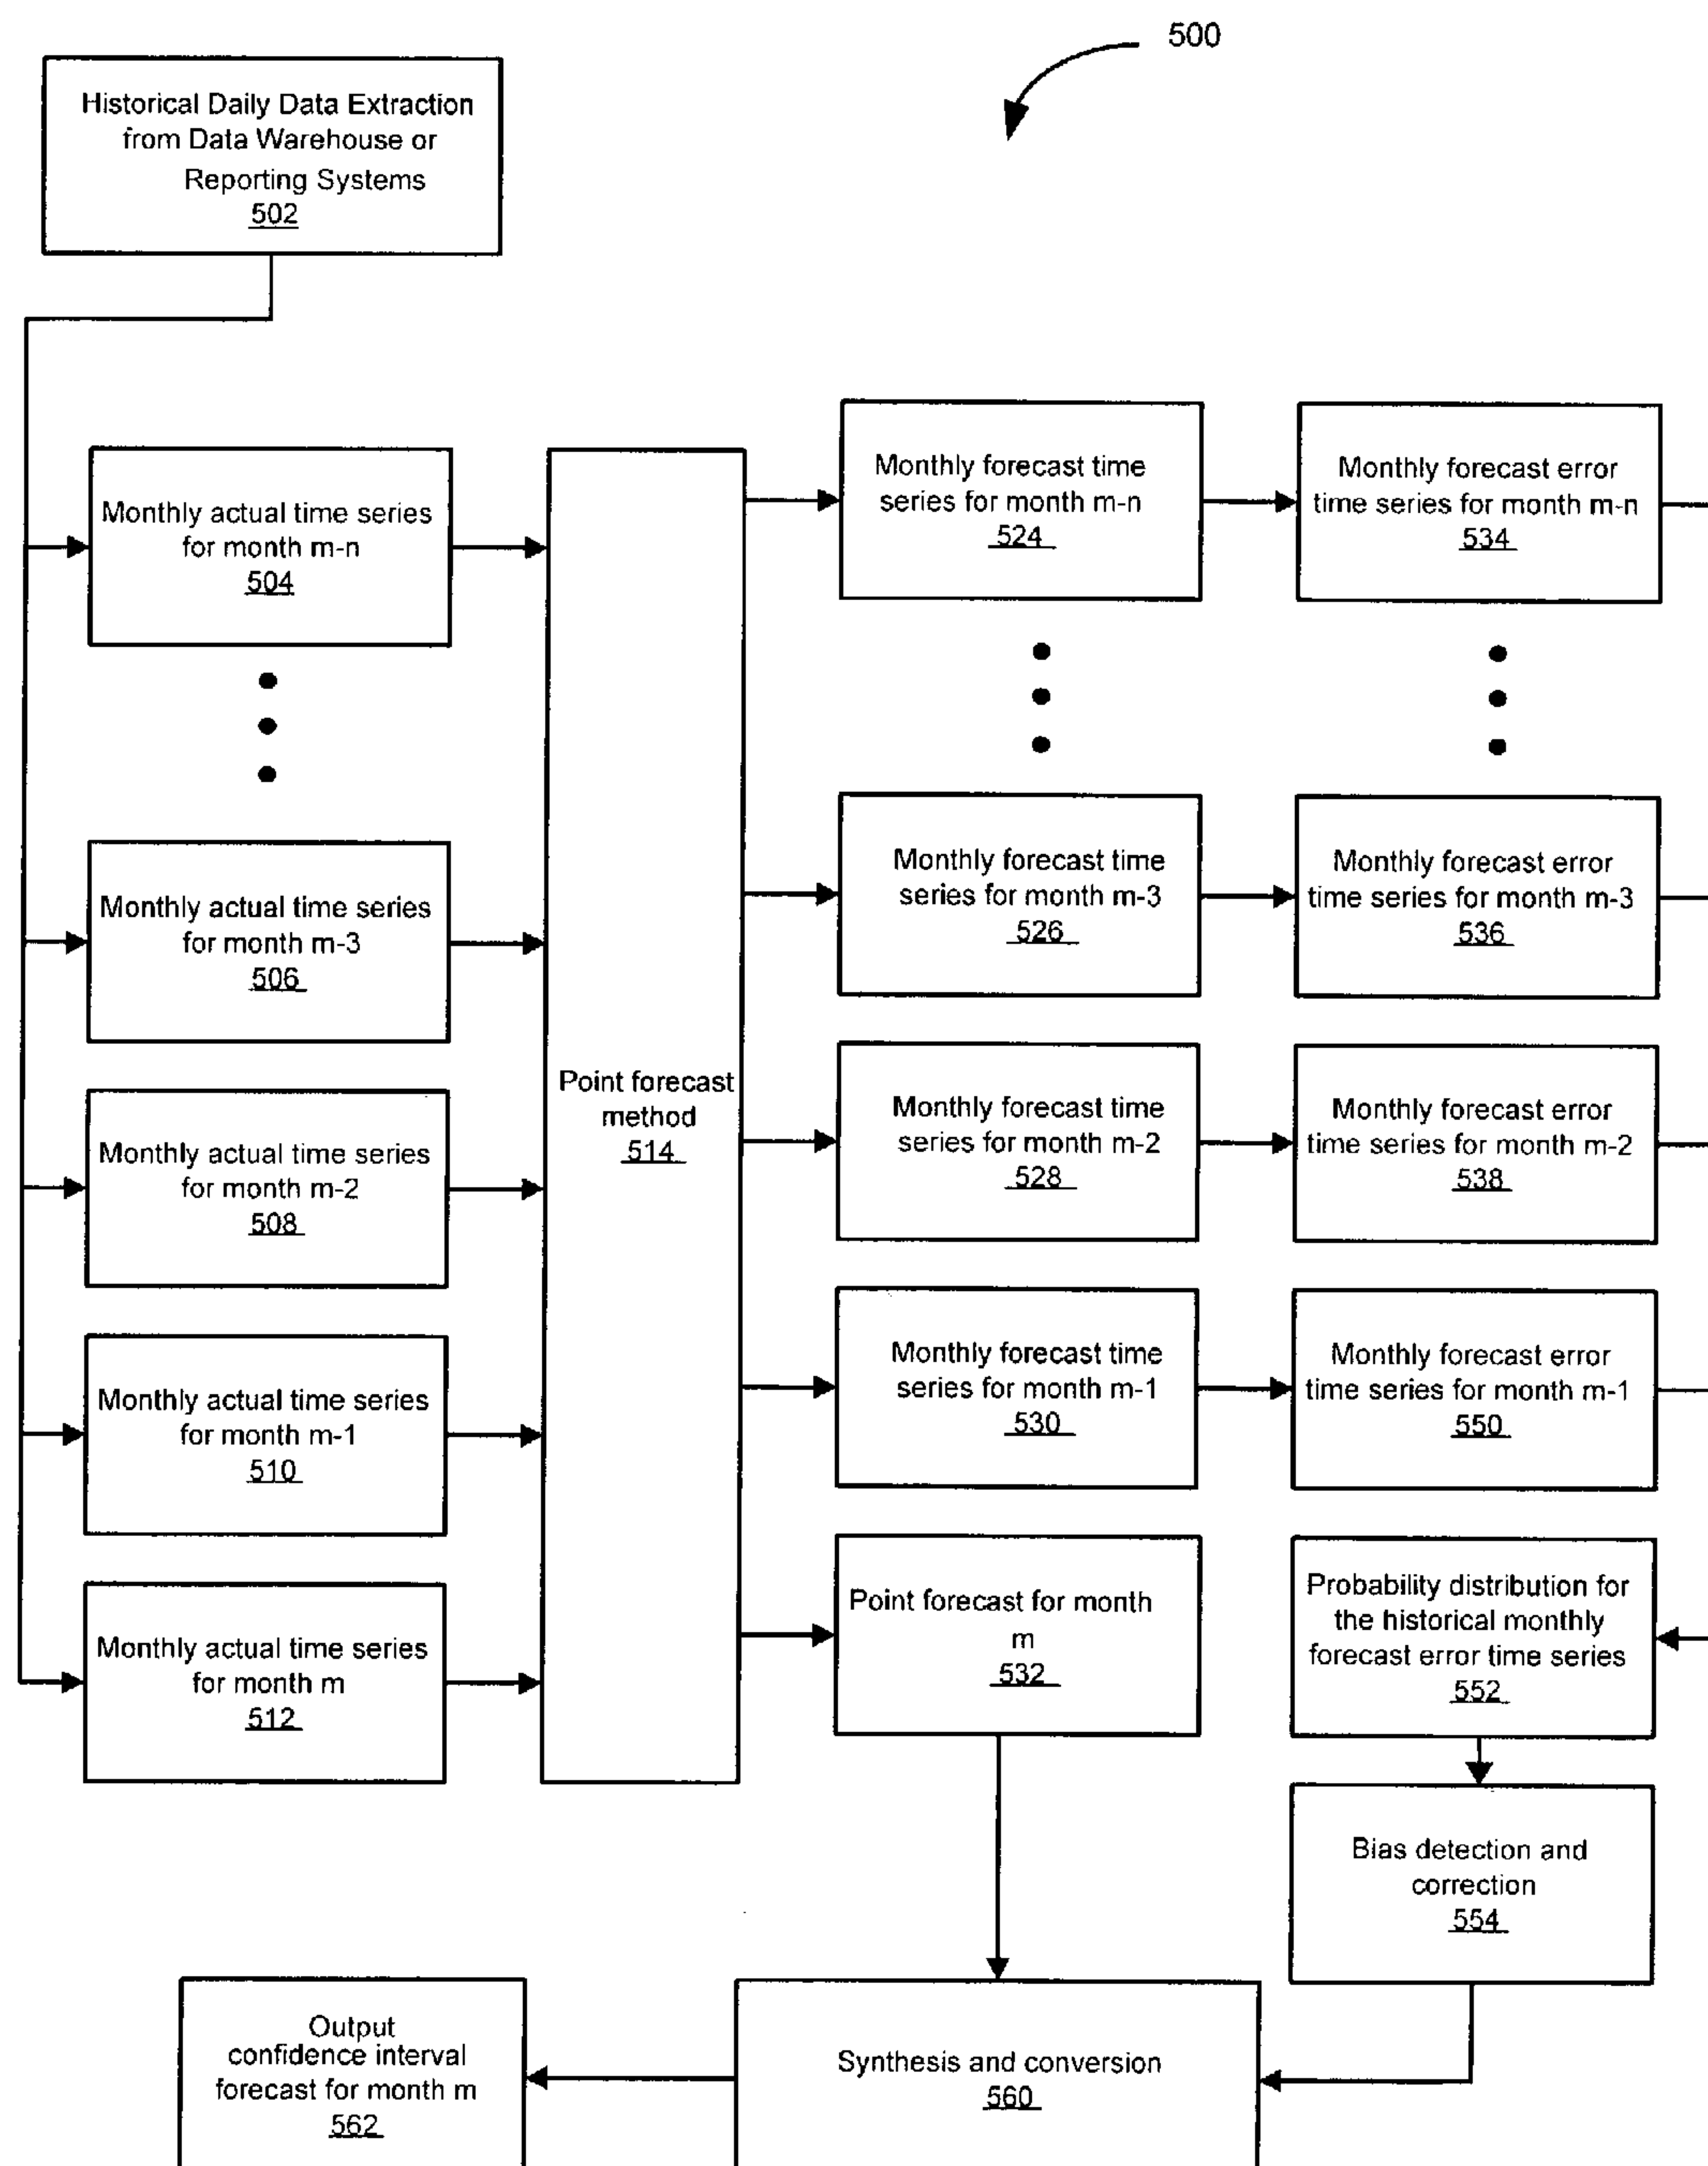 500
Historical Daily Data Extraction
from Data Warehouse or
Reporting Systems
502
Monthly actual time series
for month m-n
504
Monthly actual time series
for month m-3
506
Monthly actual time series
for month m-2
508
Monthly actual time series
for month m-1
510
Monthly actual time series
for month m
512
Point forecast
method
514
Monthly forecast time
series for month m-n
524
Monthly forecast time
series for month m-3
526
Monthly forecast time
series for month m-2
528
Monthly forecast time
series for month m-1
530
Point forecast for month
m
532
Monthly forecast error
time series for month m-n
534
Monthly forecast error
time series for month m-3
536
Monthly forecast error
time series for month m-2
538
Monthly forecast error
time series for month m-1
550
Probability distribution for
the historical monthly
forecast error time series
552
Bias detection and
correction
554
Synthesis and conversion
560
Output
confidence interval
forecast for month m
562